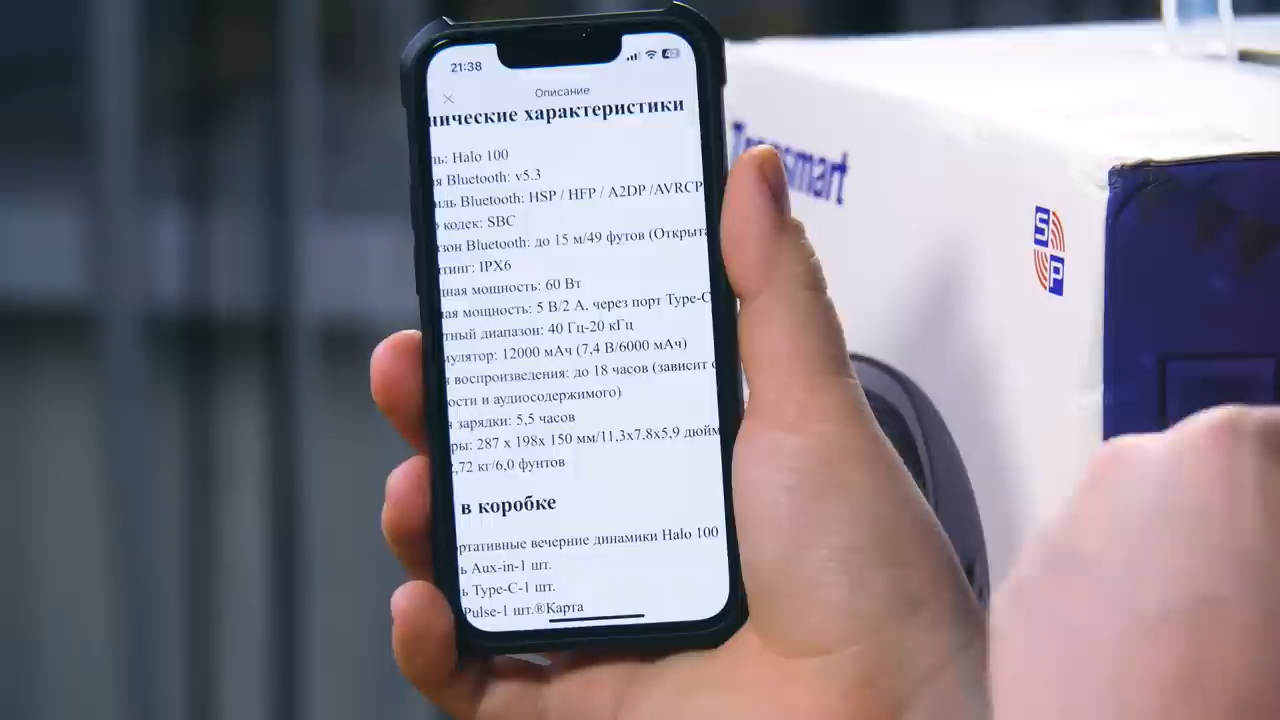 21:38
Описание
нические характеристики
ль: Halo 100
я Bluetooth: v5.3
иль Bluetooth: HSP / HFP / A2DP /AVRCP
кодек: SBC
зон Bluetooth: до 15 м/49 футов (Открыта
тинг: IPX6
дная мощность: 60 Вт
ная мощность: 5 В/2 А, через порт Type-C
тный диапазон: 40 Гц-20 кГц
мулятор: 12000 мАч (7,4 В/6000 мАч)
воспроизведения: до 18 часов (зависит о
ости и аудиосодержимого)
зарядки: 5,5 часов
ры: 287 x 198x 150 мм/11,3x7.8x5,9 дюйм
,72 кг/6,0 фунтов
в коробке
ортативные вечерние динамики Halo 100
ь Aux-in-1 шт.
ь Type-C-1 шт.
Pulse-1 шт.®Карта
Tronsmart
SP